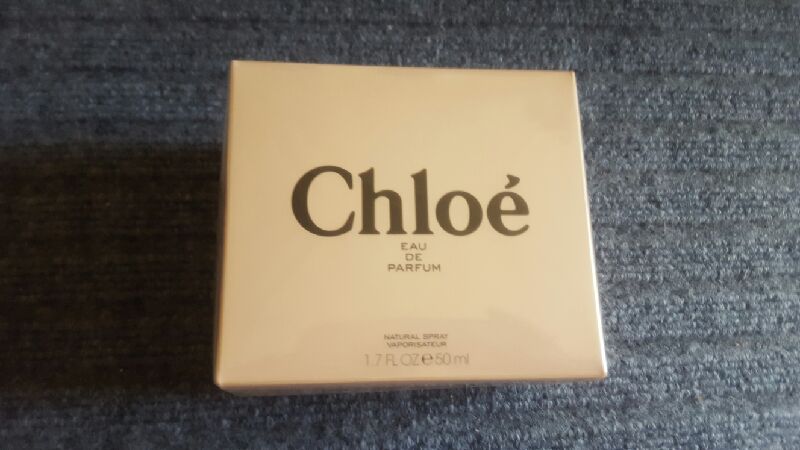 Chloé
EAU
DE
PARFUM
NATURAL SPRAY
VAPORISATEUR
1.7 FL OZ ℮ 50 ml